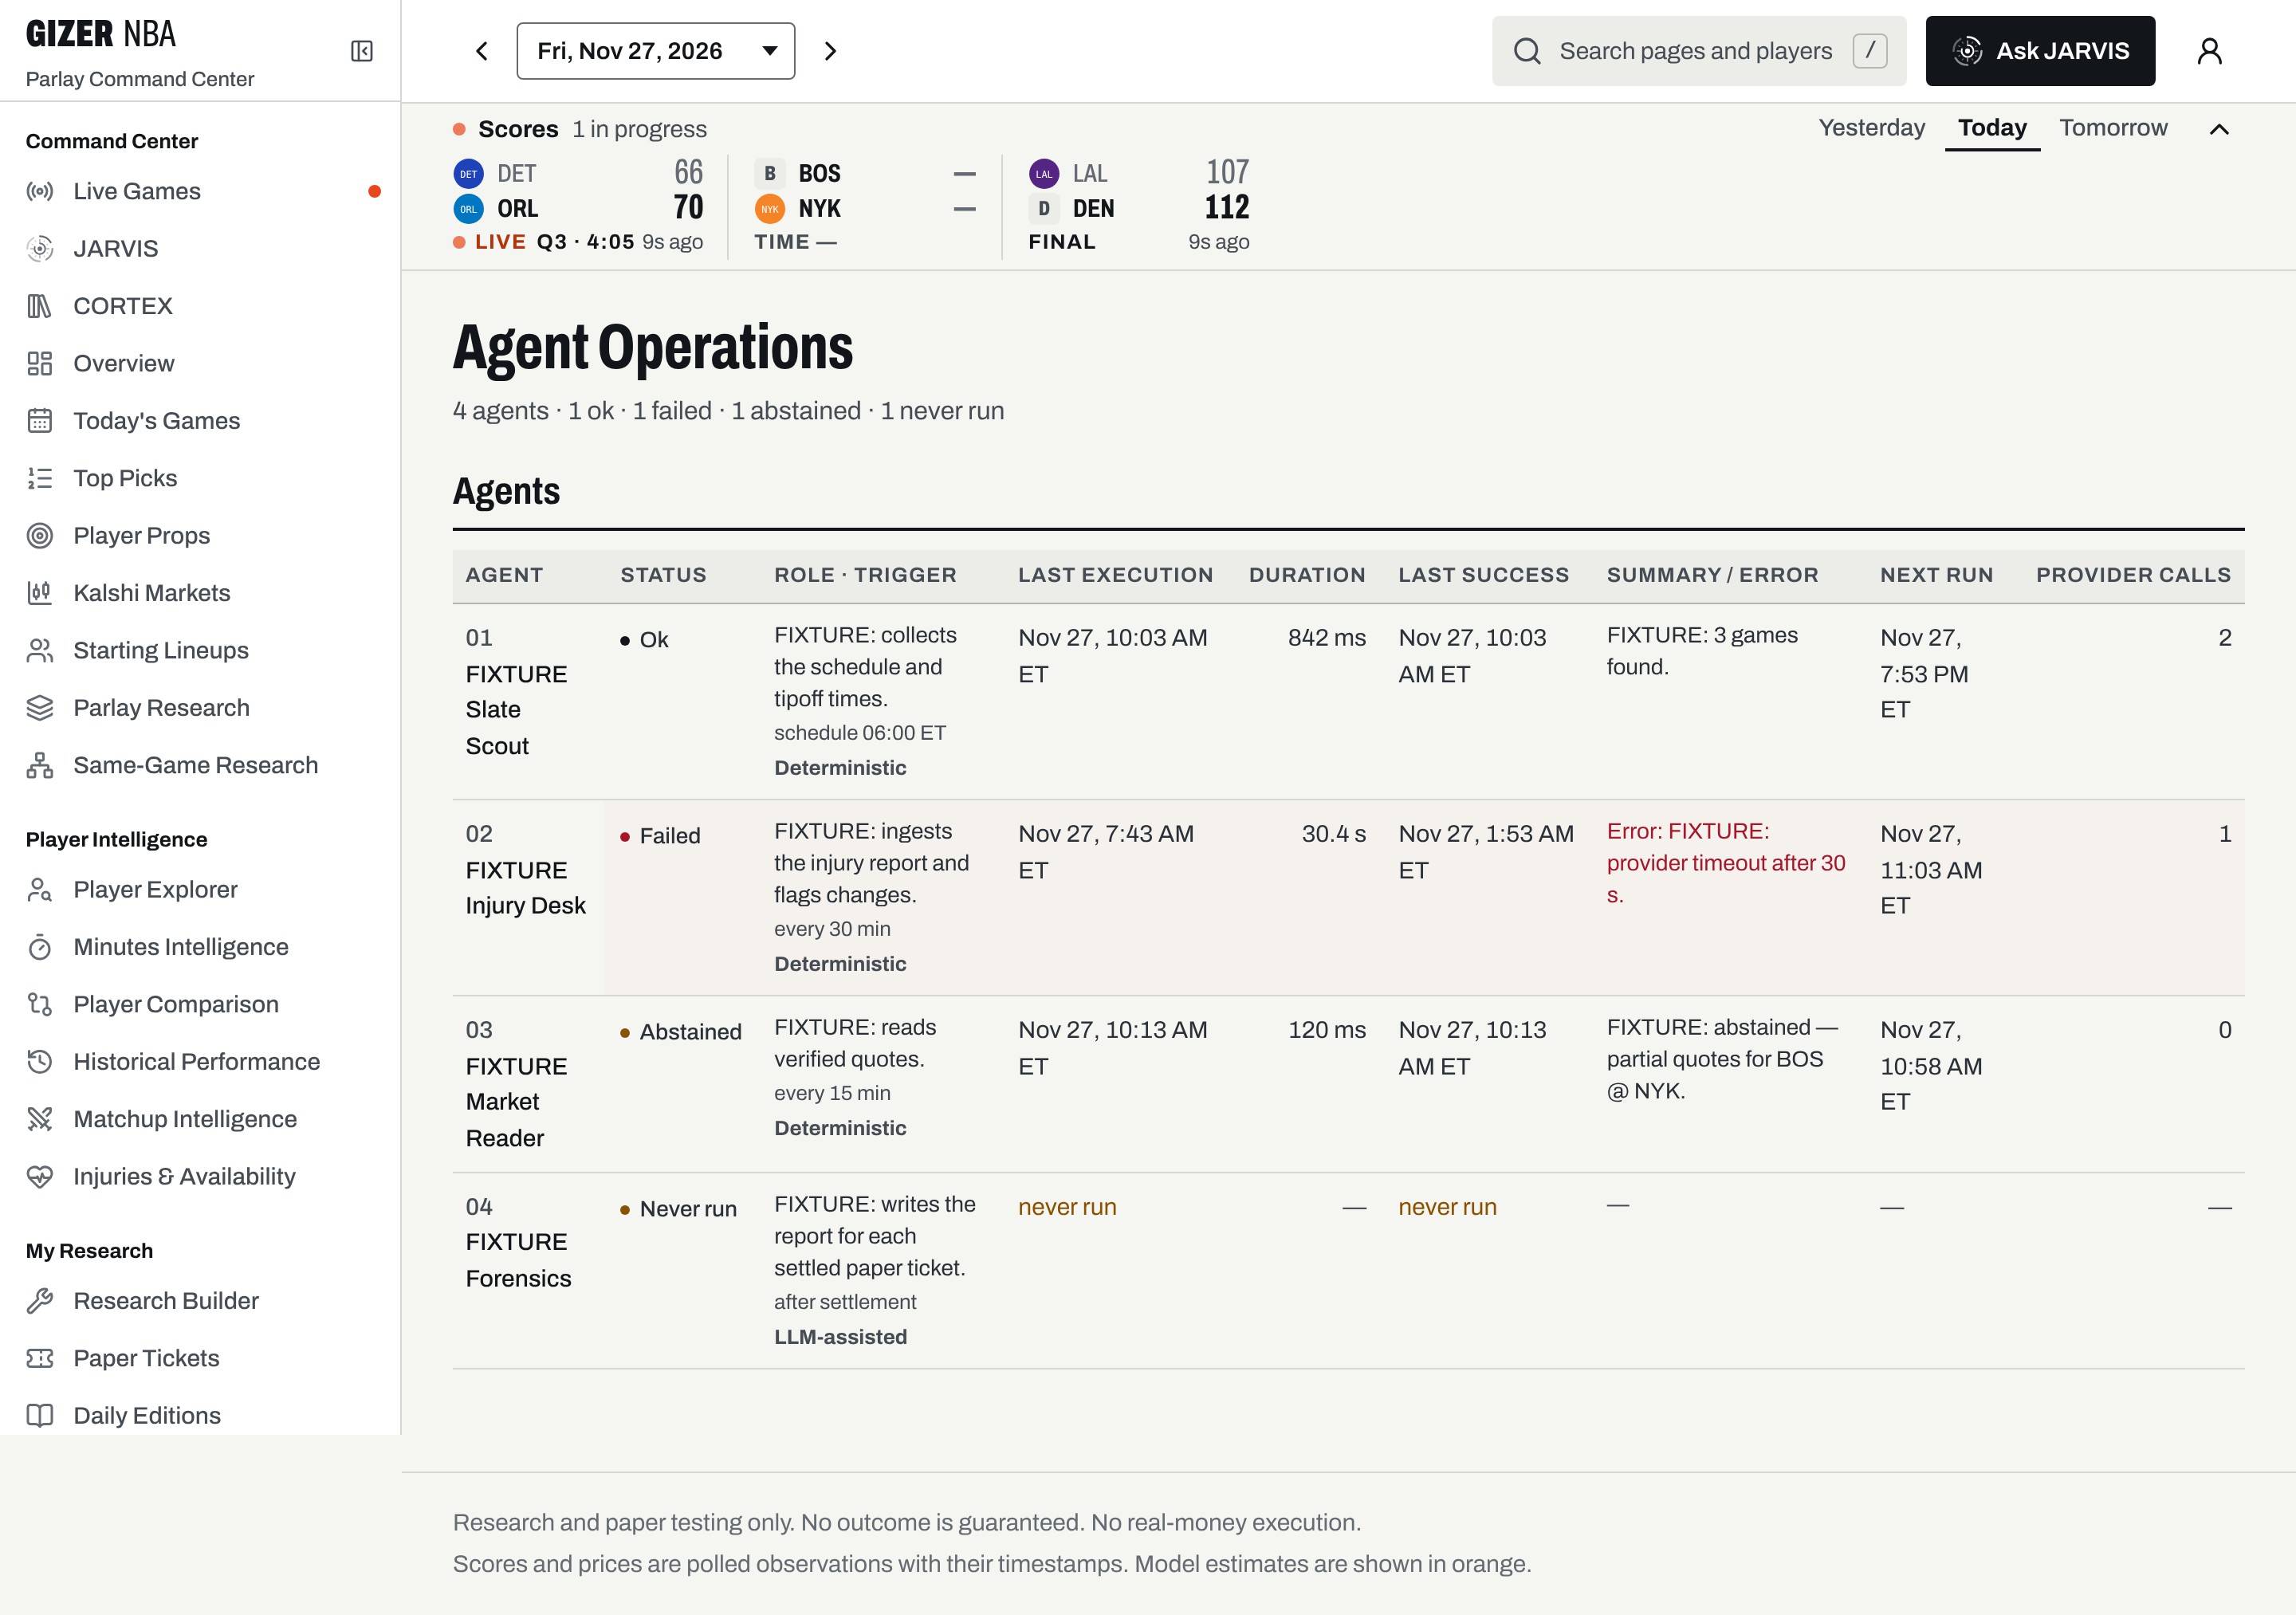 GIZER NBA
Parlay Command Center
Fri, Nov 27, 2026
Search pages and players /
Ask JARVIS
Command Center
Live Games
JARVIS
CORTEX
Overview
Today's Games
Top Picks
Player Props
Kalshi Markets
Starting Lineups
Parlay Research
Same-Game Research
Player Intelligence
Player Explorer
Minutes Intelligence
Player Comparison
Historical Performance
Matchup Intelligence
Injuries & Availability
My Research
Research Builder
Paper Tickets
Daily Editions
Scores 1 in progress
Yesterday Today Tomorrow
DET DET 66
ORL ORL 70
LIVE Q3 · 4:05 9s ago
B BOS —
NYK NYK —
TIME —
LAL LAL 107
D DEN 112
FINAL 9s ago
Agent Operations
4 agents · 1 ok · 1 failed · 1 abstained · 1 never run
Agents
AGENT STATUS ROLE · TRIGGER LAST EXECUTION DURATION LAST SUCCESS SUMMARY / ERROR NEXT RUN PROVIDER CALLS
01
FIXTURE
Slate
Scout
Ok
FIXTURE: collects
the schedule and
tipoff times.
schedule 06:00 ET
Deterministic
Nov 27, 10:03 AM
ET
842 ms
Nov 27, 10:03
AM ET
FIXTURE: 3 games
found.
Nov 27,
7:53 PM
ET
2
02
FIXTURE
Injury Desk
Failed
FIXTURE: ingests
the injury report and
flags changes.
every 30 min
Deterministic
Nov 27, 7:43 AM
ET
30.4 s
Nov 27, 1:53 AM
ET
Error: FIXTURE:
provider timeout after 30
s.
Nov 27,
11:03 AM
ET
1
03
FIXTURE
Market
Reader
Abstained
FIXTURE: reads
verified quotes.
every 15 min
Deterministic
Nov 27, 10:13 AM
ET
120 ms
Nov 27, 10:13
AM ET
FIXTURE: abstained —
partial quotes for BOS
@ NYK.
Nov 27,
10:58 AM
ET
0
04
FIXTURE
Forensics
Never run
FIXTURE: writes the
report for each
settled paper ticket.
after settlement
LLM-assisted
never run
—
never run
—
—
—
Research and paper testing only. No outcome is guaranteed. No real-money execution.
Scores and prices are polled observations with their timestamps. Model estimates are shown in orange.